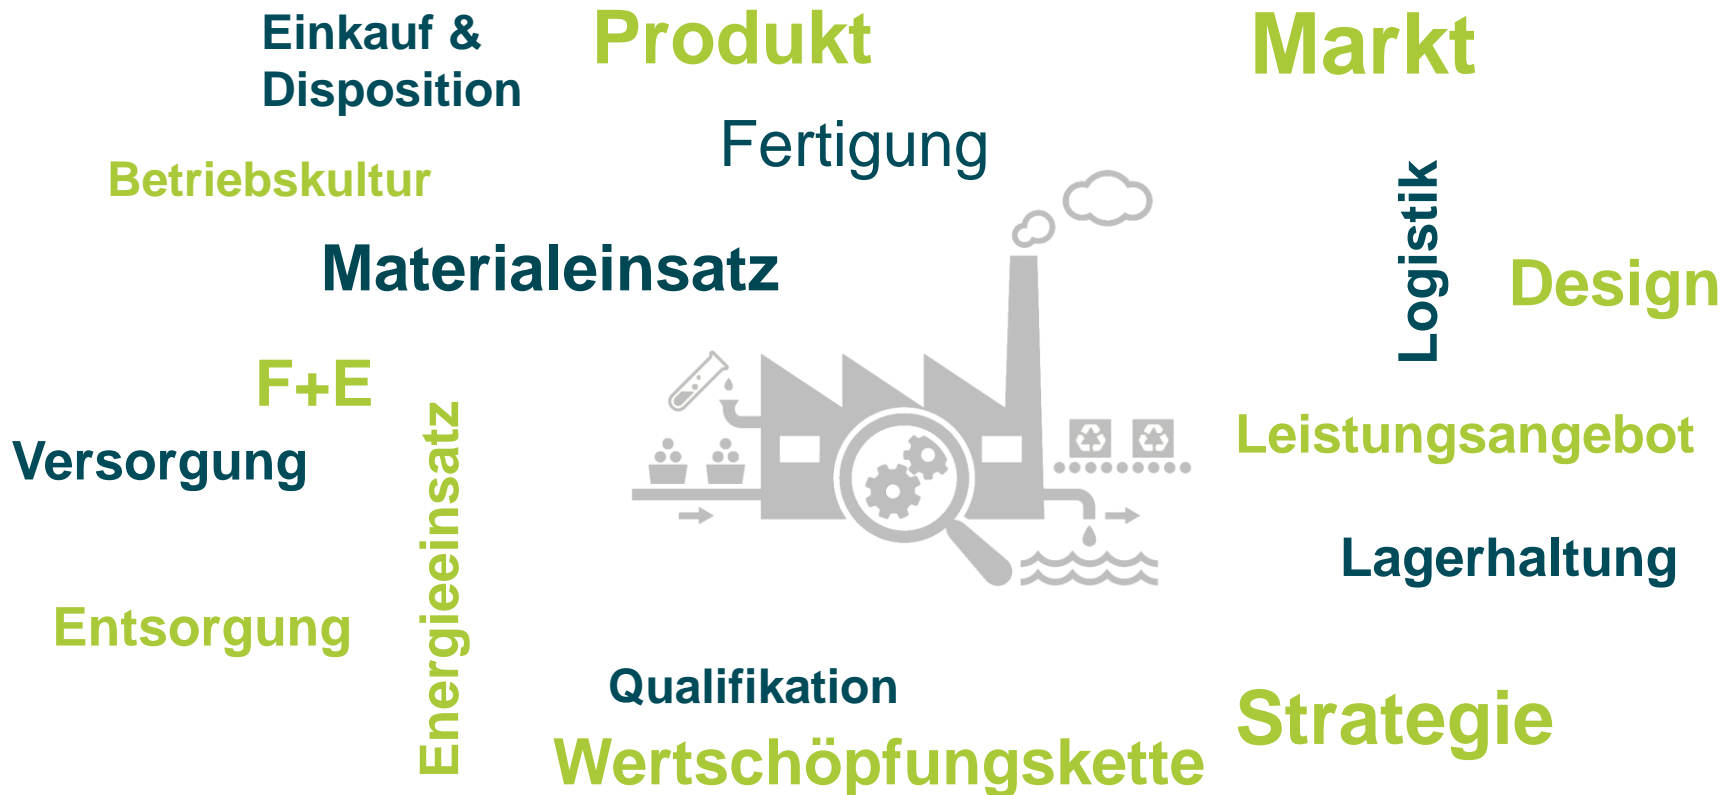 Einkauf &
Disposition
Produkt
Markt
Fertigung
Betriebskultur
Logistik
Materialeinsatz
Design
F+E
Energieeinsatz
Leistungsangebot
Versorgung
Lagerhaltung
Entsorgung
Qualifikation
Strategie
Wertschöpfungskette